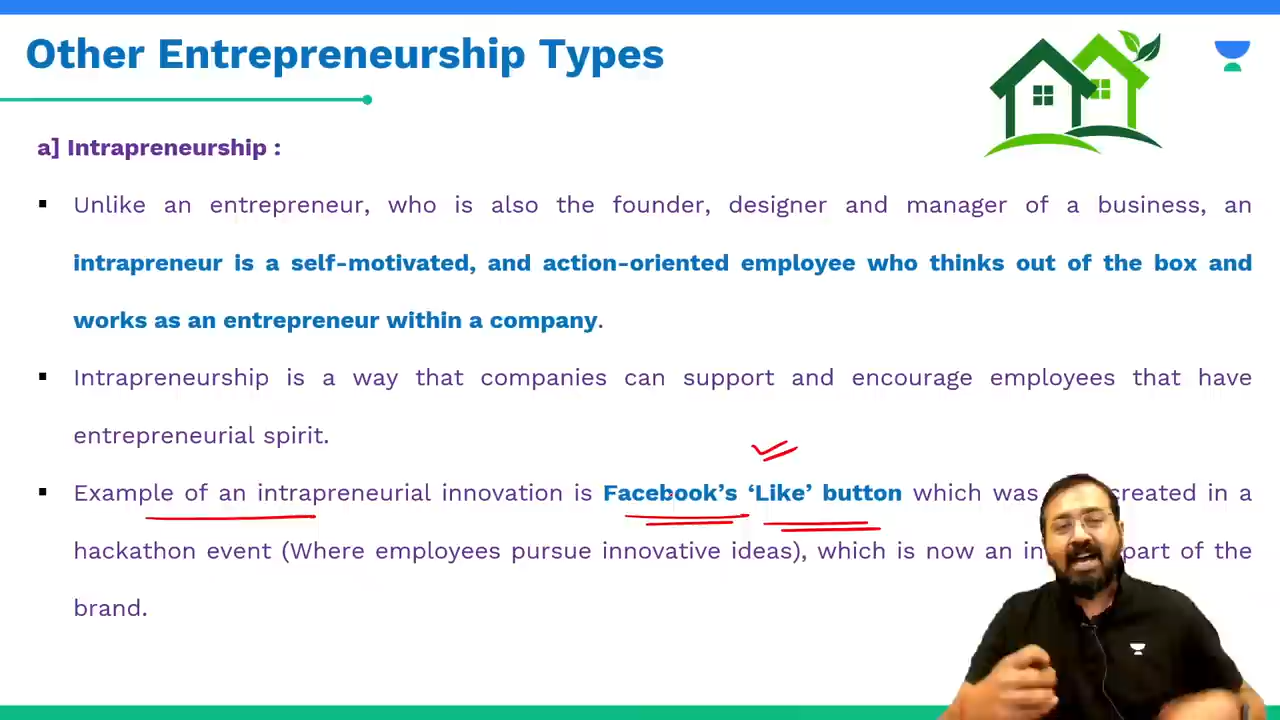 Other Entrepreneurship Types
a] Intrapreneurship :
▪ Unlike an entrepreneur, who is also the founder, designer and manager of a business, an
intrapreneur is a self-motivated, and action-oriented employee who thinks out of the box and
works as an entrepreneur within a company.
▪ Intrapreneurship is a way that companies can support and encourage employees that have
entrepreneurial spirit.
▪ Example of an intrapreneurial innovation is Facebook's ‘Like’ button which was created in a
hackathon event (Where employees pursue innovative ideas), which is now an part of the
brand.